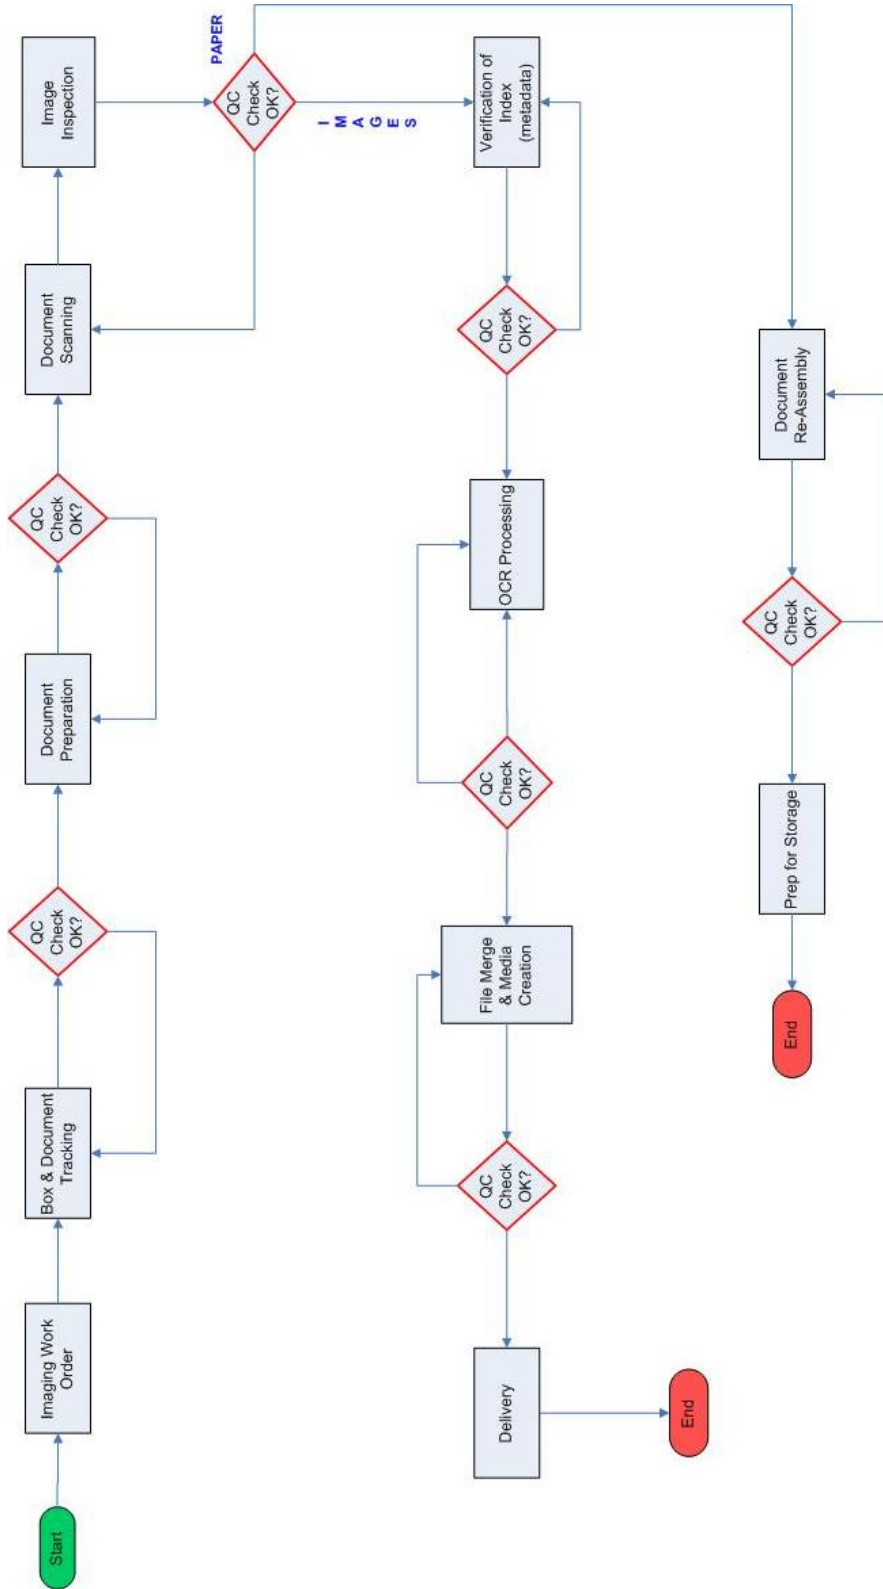 Start
Imaging Work
Order
Box & Document
Tracking
QC
Check
OK?
Document
Preparation
QC
Check
OK?
Document
Scanning
Image
Inspection
QC
Check
OK?
PAPER
IMAGES
Verification of
Index
(metadata)
QC
Check
OK?
OCR Processing
QC
Check
OK?
File Merge
& Media
Creation
QC
Check
OK?
Delivery
End
Document
Re-Assembly
QC
Check
OK?
Prep for Storage
End